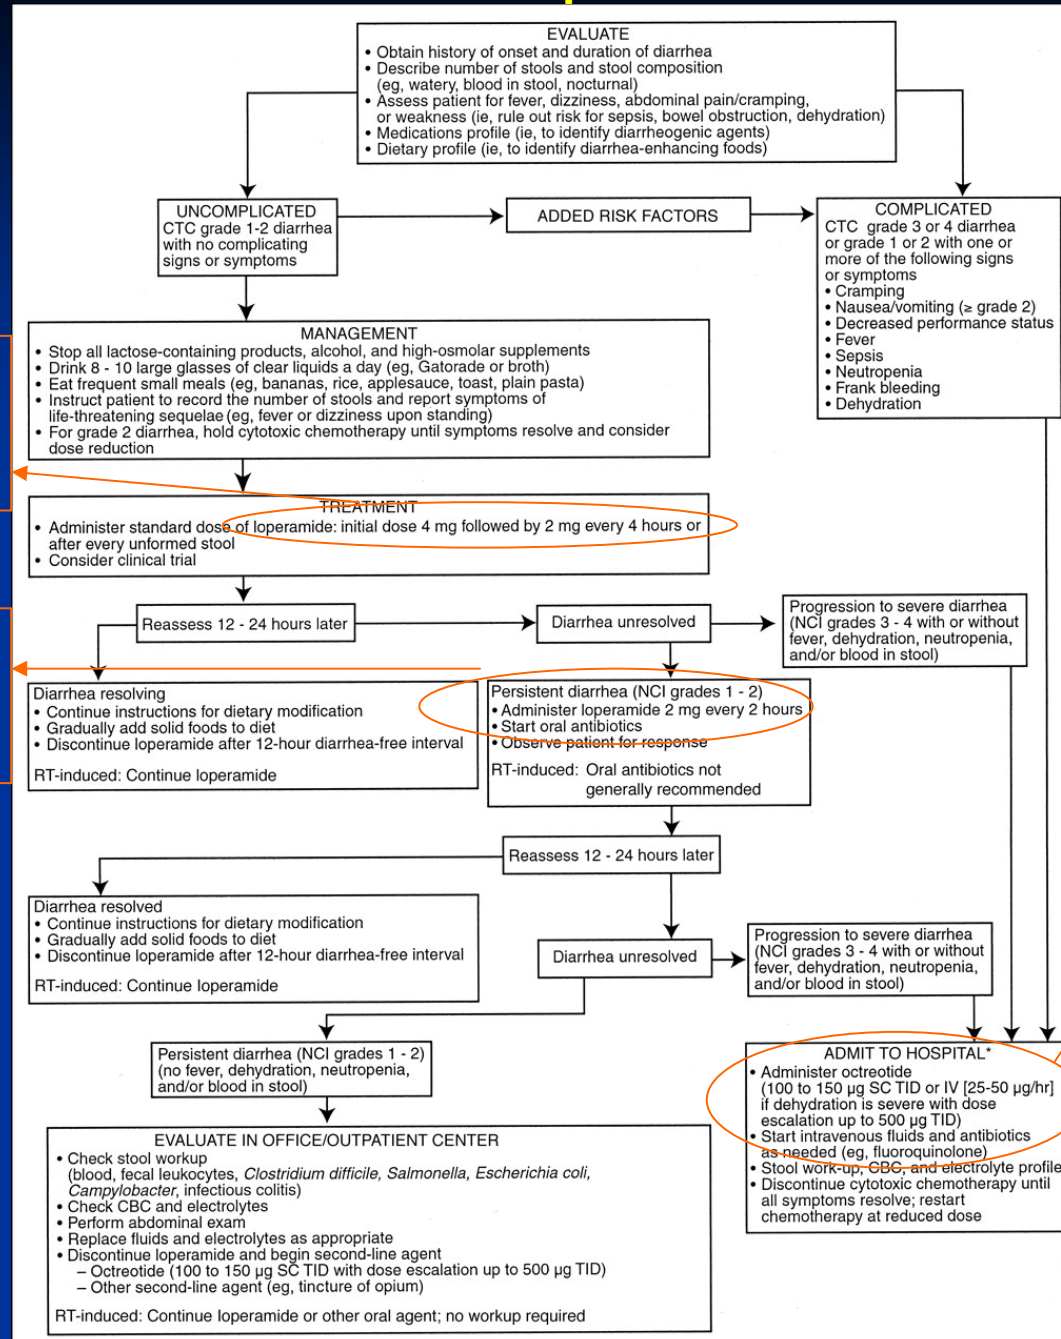 EVALUATE
• Obtain history of onset and duration of diarrhea
• Describe number of stools and stool composition
(eg, watery, blood in stool, nocturnal)
• Assess patient for fever, dizziness, abdominal pain/cramping,
or weakness (ie, rule out risk for sepsis, bowel obstruction, dehydration)
• Medications profile (ie, to identify diarrheogenic agents)
• Dietary profile (ie, to identify diarrhea-enhancing foods)
UNCOMPLICATED
CTC grade 1-2 diarrhea
with no complicating
signs or symptoms
ADDED RISK FACTORS
COMPLICATED
CTC grade 3 or 4 diarrhea
or grade 1 or 2 with one or
more of the following signs
or symptoms
• Cramping
• Nausea/vomiting (≥ grade 2)
• Decreased performance status
• Fever
• Sepsis
• Neutropenia
• Frank bleeding
• Dehydration
MANAGEMENT
• Stop all lactose-containing products, alcohol, and high-osmolar supplements
• Drink 8 - 10 large glasses of clear liquids a day (eg, Gatorade or broth)
• Eat frequent small meals (eg, bananas, rice, applesauce, toast, plain pasta)
• Instruct patient to record the number of stools and report symptoms of
life-threatening sequelae (eg, fever or dizziness upon standing)
• For grade 2 diarrhea, hold cytotoxic chemotherapy until symptoms resolve and consider
dose reduction
TREATMENT
• Administer standard dose of loperamide: initial dose 4 mg followed by 2 mg every 4 hours or
after every unformed stool
• Consider clinical trial
Reassess 12 - 24 hours later
Diarrhea unresolved
Progression to severe diarrhea
(NCI grades 3 - 4 with or without
fever, dehydration, neutropenia,
and/or blood in stool)
Diarrhea resolving
• Continue instructions for dietary modification
• Gradually add solid foods to diet
• Discontinue loperamide after 12-hour diarrhea-free interval
RT-induced: Continue loperamide
Persistent diarrhea (NCI grades 1 - 2)
• Administer loperamide 2 mg every 2 hours
• Start oral antibiotics
• Observe patient for response
RT-induced: Oral antibiotics not
generally recommended
Reassess 12 - 24 hours later
Diarrhea resolved
• Continue instructions for dietary modification
• Gradually add solid foods to diet
• Discontinue loperamide after 12-hour diarrhea-free interval
RT-induced: Continue loperamide
Diarrhea unresolved
Progression to severe diarrhea
(NCI grades 3 - 4 with or without
fever, dehydration, neutropenia,
and/or blood in stool)
Persistent diarrhea (NCI grades 1 - 2)
(no fever, dehydration, neutropenia,
and/or blood in stool)
ADMIT TO HOSPITAL*
• Administer octreotide
(100 to 150 µg SC TID or IV [25-50 µg/hr]
if dehydration is severe with dose
escalation up to 500 µg TID)
• Start intravenous fluids and antibiotics
as needed (eg, fluoroquinolone)
• Stool work-up, CBC, and electrolyte profile
• Discontinue cytotoxic chemotherapy until
all symptoms resolve; restart
chemotherapy at reduced dose
EVALUATE IN OFFICE/OUTPATIENT CENTER
• Check stool workup
(blood, fecal leukocytes, Clostridium difficile, Salmonella, Escherichia coli,
Campylobacter, infectious colitis)
• Check CBC and electrolytes
• Perform abdominal exam
• Replace fluids and electrolytes as appropriate
• Discontinue loperamide and begin second-line agent
– Octreotide (100 to 150 µg SC TID with dose escalation up to 500 µg TID)
– Other second-line agent (eg, tincture of opium)
RT-induced: Continue loperamide or other oral agent; no workup required